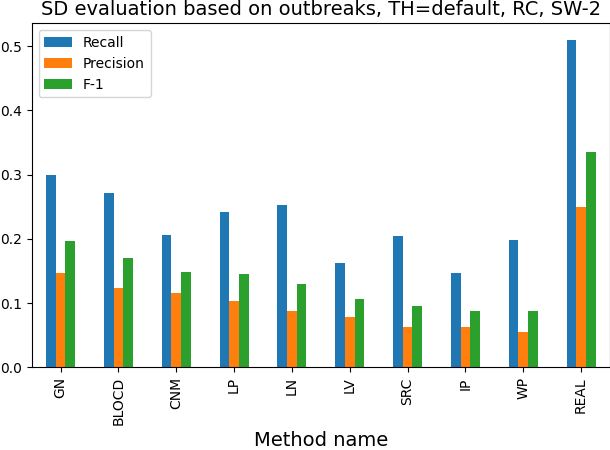 SD evaluation based on outbreaks, TH=default, RC, SW-2
Recall
Precision
F-1
0.5
0.4
0.3
0.2
0.1
0.0
GN
BLOCD
CNM
LP
LN
LV
SRC
IP
WP
REAL
Method name